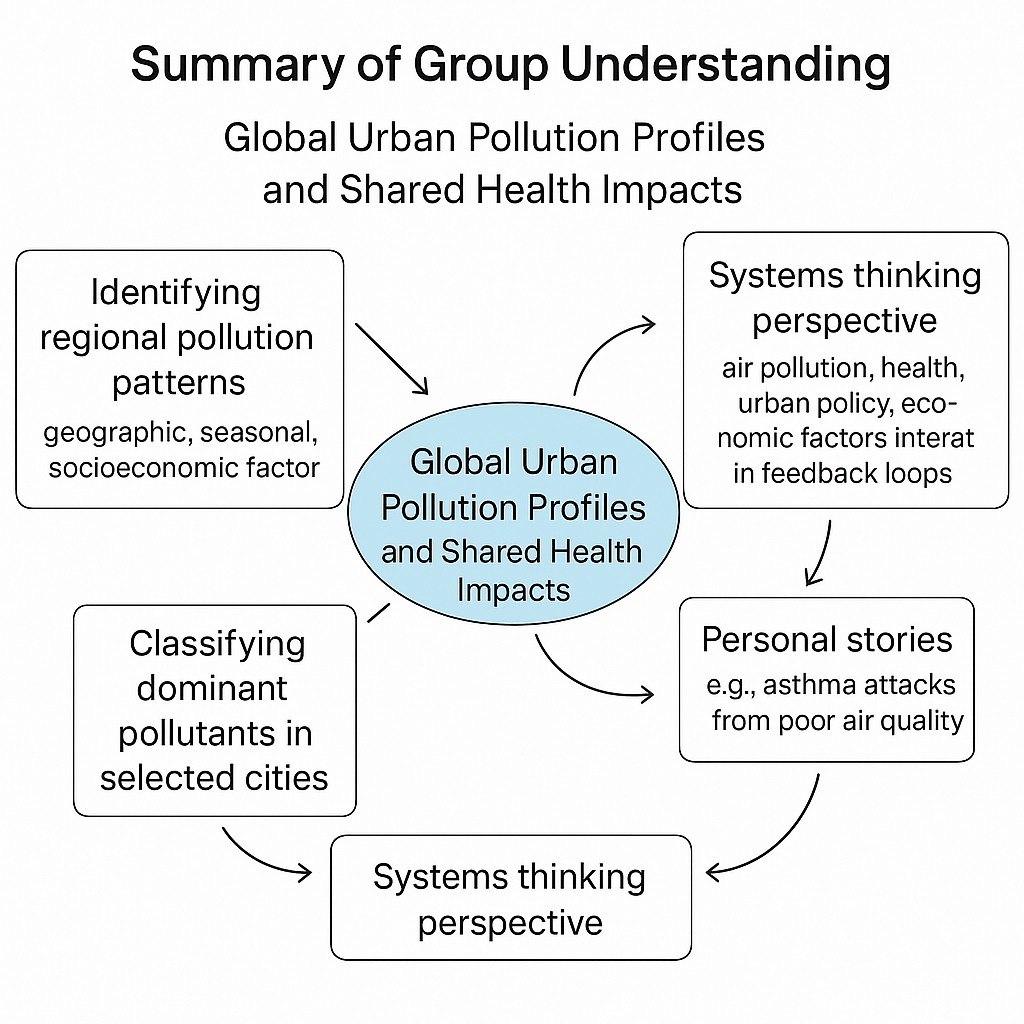 Summary of Group Understanding
Global Urban Pollution Profiles
and Shared Health Impacts
Identifying
regional pollution
patterns
geographic, seasonal,
socioeconomic factor
Systems thinking
perspective
air pollution, health,
urban policy, eco-
nomic factors interat
in feedback loops
Global Urban
Pollution Profiles
and Shared Health
Impacts
Classifying
dominant
pollutants in
selected cities
Personal stories
e.g., asthma attacks
from poor air quality
Systems thinking
perspective